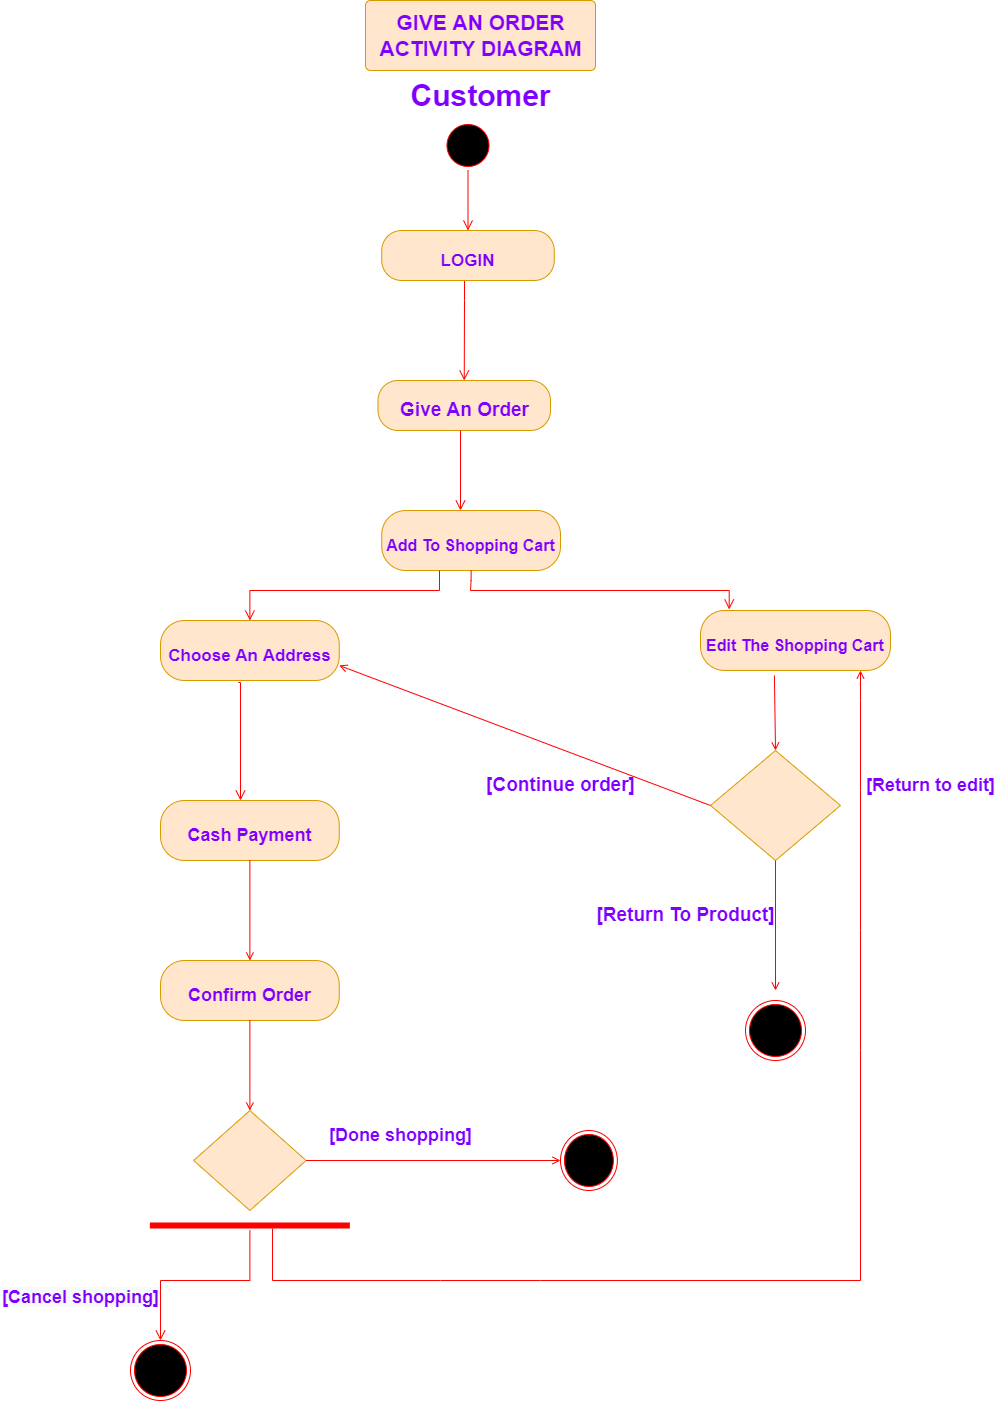 GIVE AN ORDER
ACTIVITY DIAGRAM
Customer
LOGIN
Give An Order
Add To Shopping Cart
Choose An Address
Edit The Shopping Cart
[Continue order]
[Return to edit]
Cash Payment
[Return To Product]
Confirm Order
[Done shopping]
[Cancel shopping]